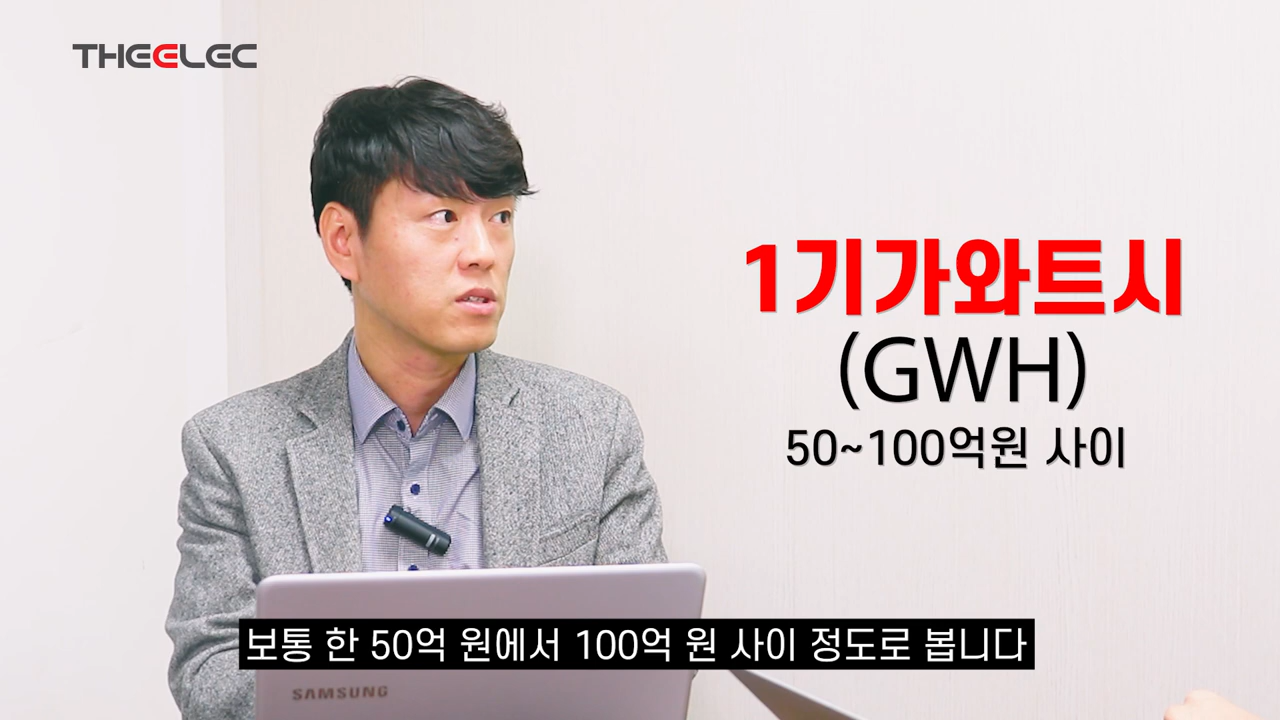 THEELEC
1기가와트시
(GWH)
50~100억원 사이
보통 한 50억 원에서 100억 원 사이 정도로 봅니다
SAMSUNG